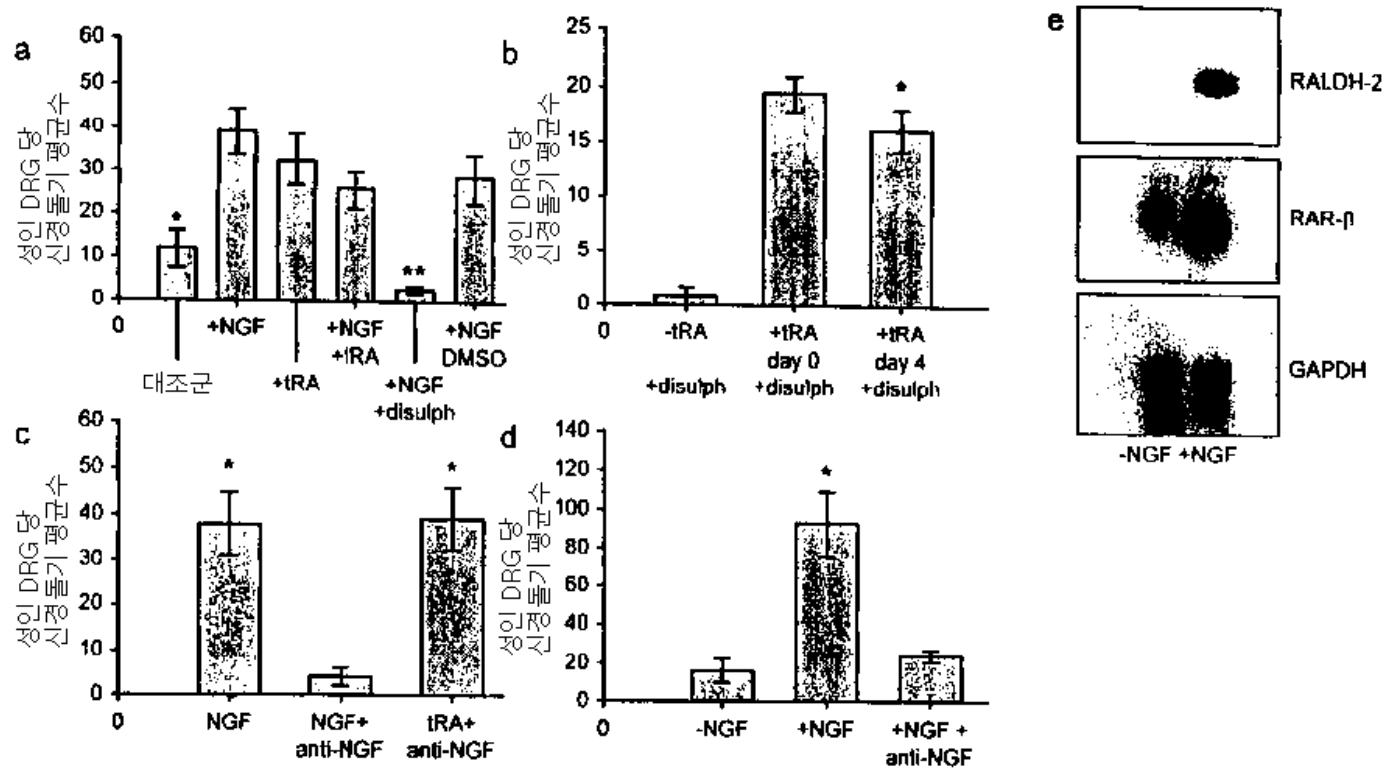 a
60
50
40
30
20
10
0
성인 DRG 당
신경돌기 평균수
*
**
0
대조군
+NGF
+tRA
+NGF
+tRA
+NGF
+disulph
+NGF
DMSO
b
25
20
15
10
5
0
성인 DRG 당
신경돌기 평균수
*
0
-tRA
+disulph
+tRA
day 0
+disulph
+tRA
day 4
+disulph
c
60
50
40
30
20
10
0
성인 DRG 당
신경돌기 평균수
*
*
0
NGF
NGF+
anti-NGF
tRA+
anti-NGF
d
140
120
100
80
60
40
20
0
성인 DRG 당
신경돌기 평균수
*
0
-NGF
+NGF
+NGF +
anti-NGF
e
RALDH-2
RAR-β
GAPDH
-NGF +NGF